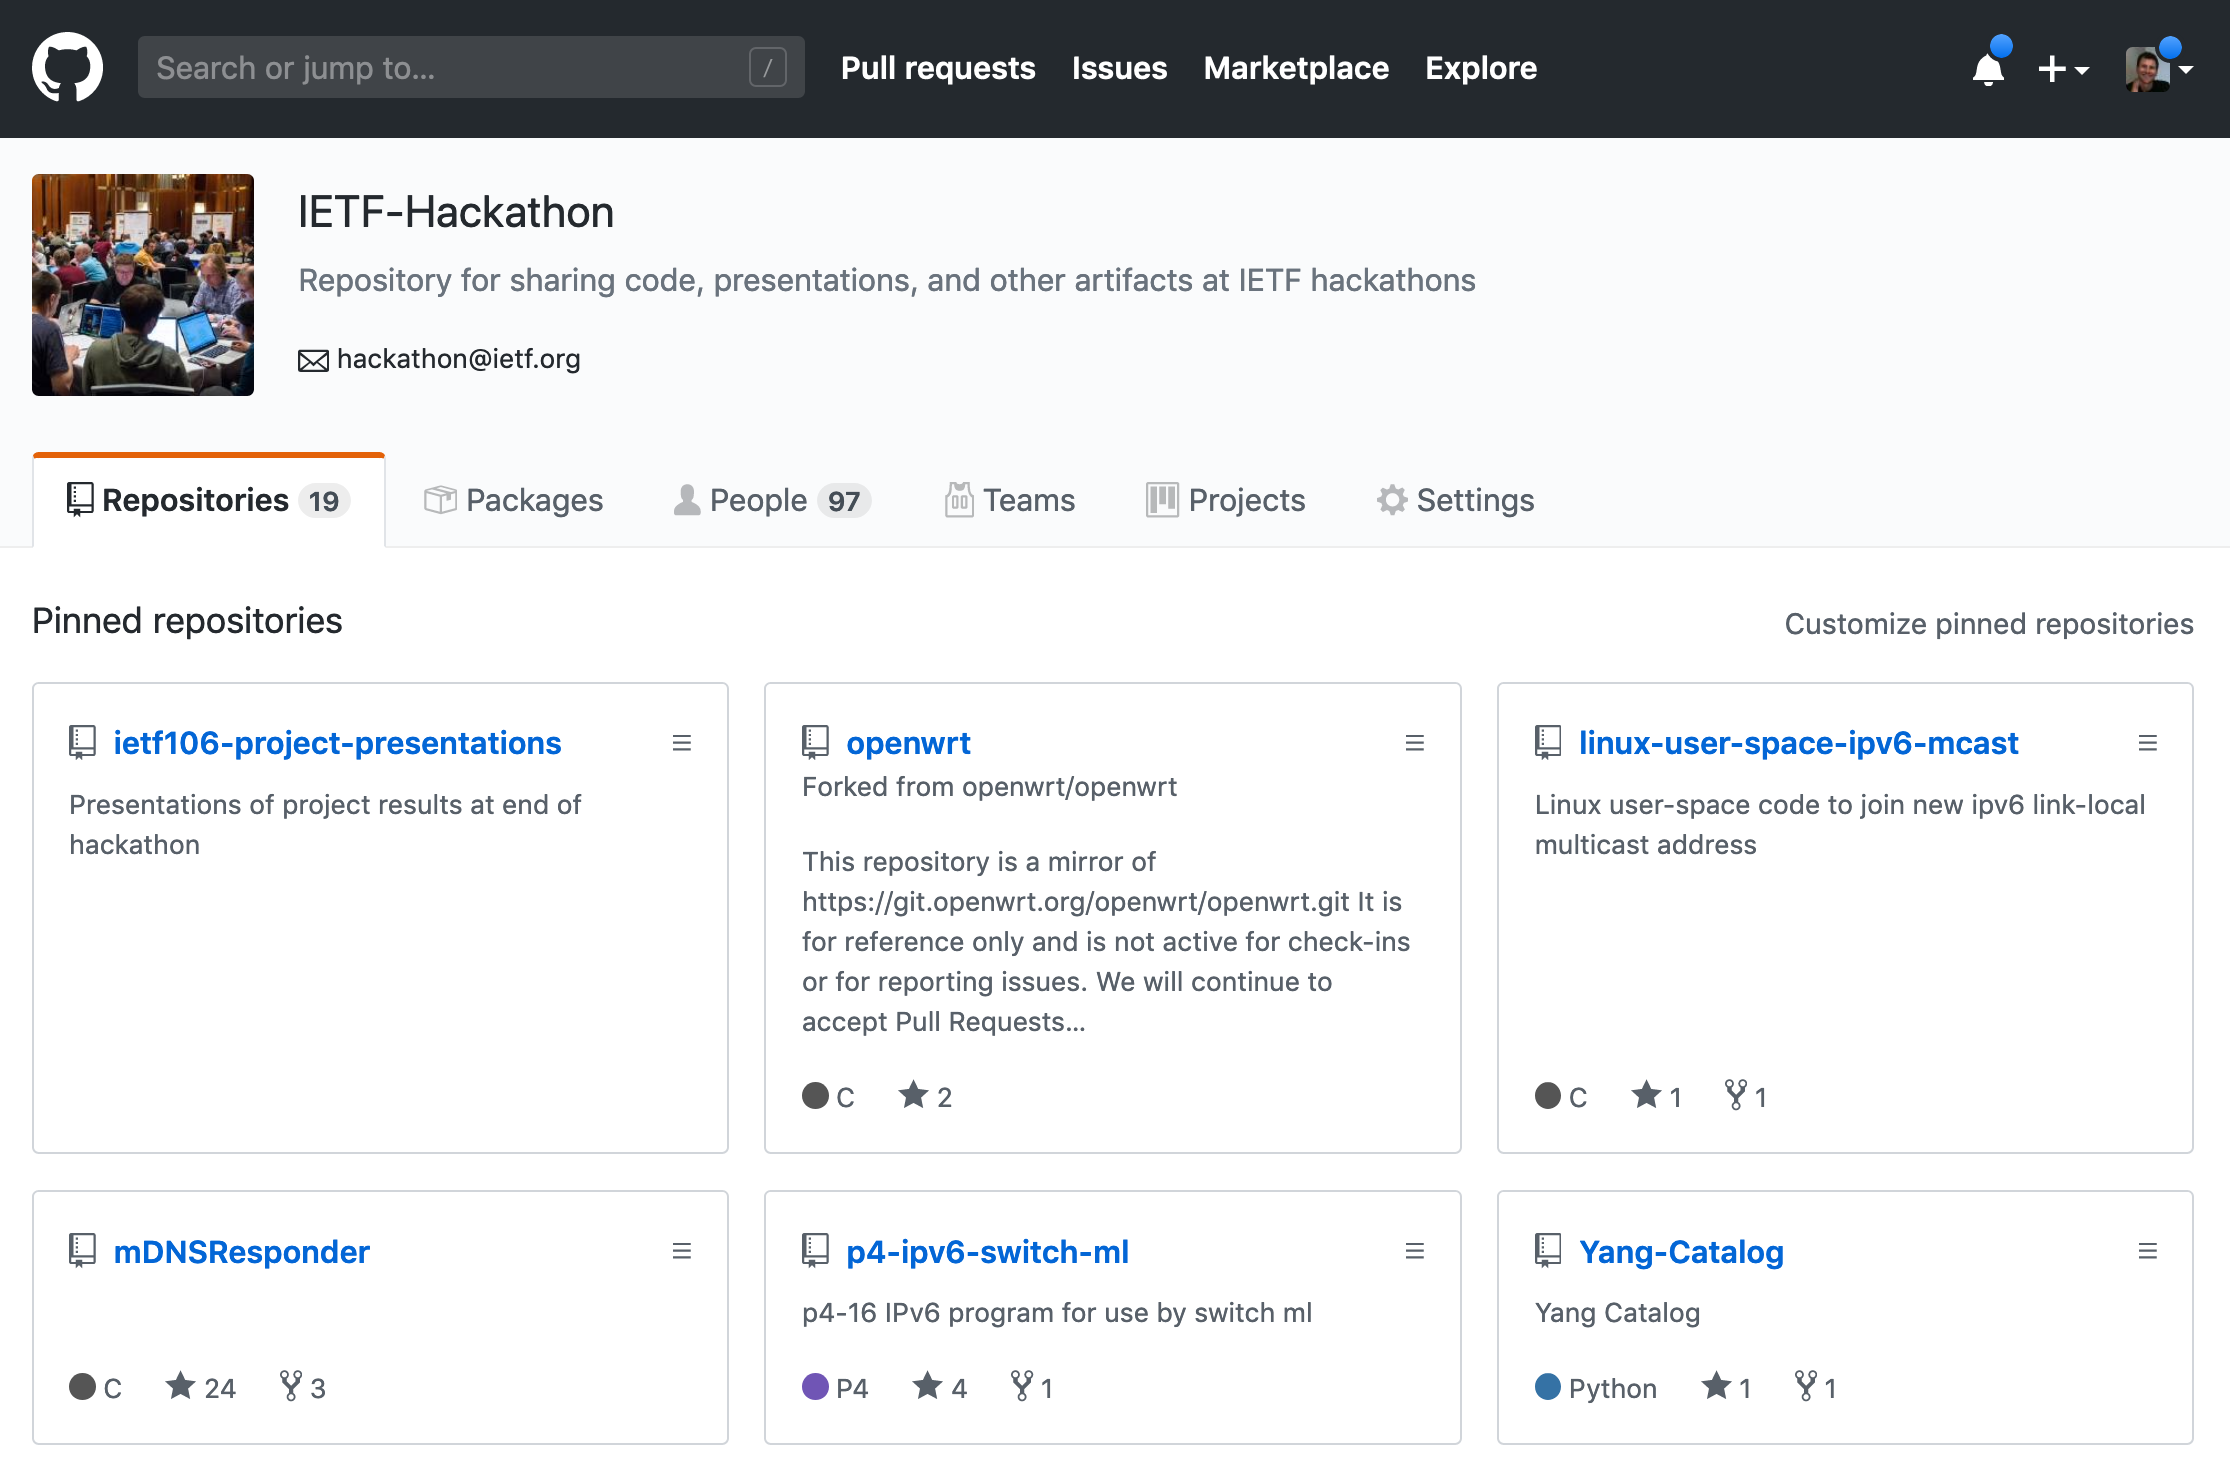 Search or jump to... /
Pull requests Issues Marketplace Explore
IETF-Hackathon
Repository for sharing code, presentations, and other artifacts at IETF hackathons
hackathon@ietf.org
Repositories 19 Packages People 97 Teams Projects Settings
Pinned repositories
Customize pinned repositories
ietf106-project-presentations
Presentations of project results at end of
hackathon
openwrt
Forked from openwrt/openwrt
This repository is a mirror of
https://git.openwrt.org/openwrt/openwrt.git It is
for reference only and is not active for check-ins
or for reporting issues. We will continue to
accept Pull Requests...
C 2
linux-user-space-ipv6-mcast
Linux user-space code to join new ipv6 link-local
multicast address
C 1 1
mDNSResponder
C 24 3
p4-ipv6-switch-ml
p4-16 IPv6 program for use by switch ml
P4 4 1
Yang-Catalog
Yang Catalog
Python 1 1